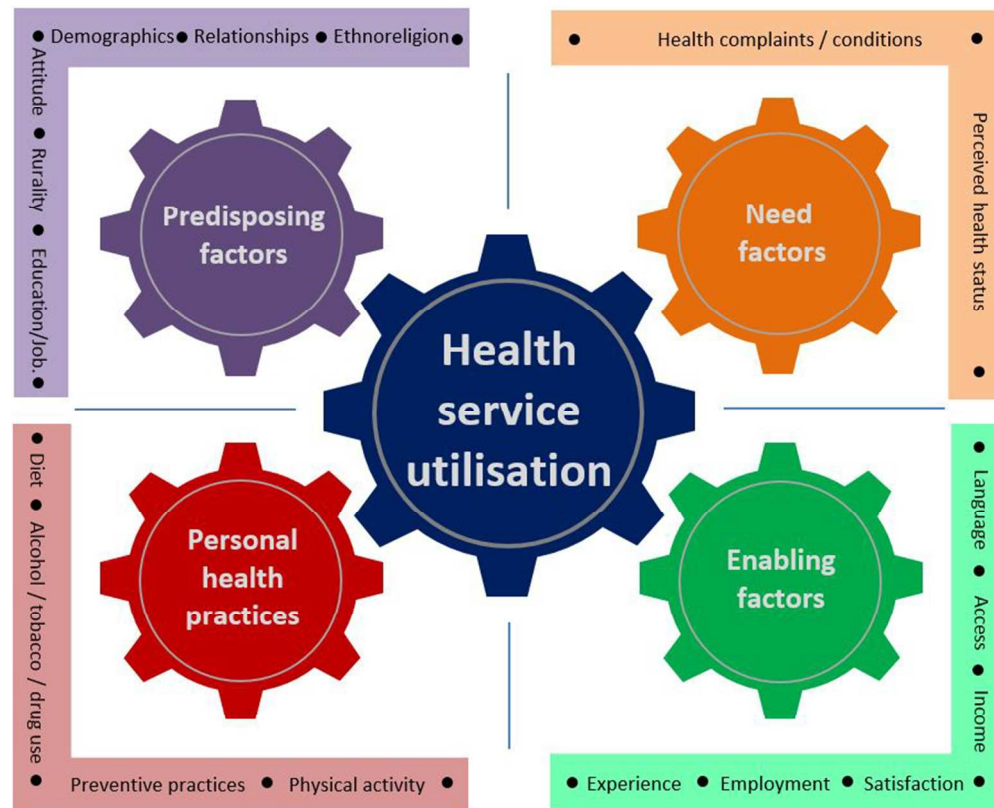 ● Demographics ● Relationships ● Ethnoreligion ●
Attitude ● Rurality ● Education/Job. ●
Predisposing
factors
● Health complaints / conditions ●
Perceived health status ●
Need
factors
Health
service
utilisation
● Diet ● Alcohol / tobacco / drug use ●
Preventive practices ● Physical activity ●
Personal
health
practices
Enabling
factors
● Language ● Access ● Income
● Experience ● Employment ● Satisfaction ●